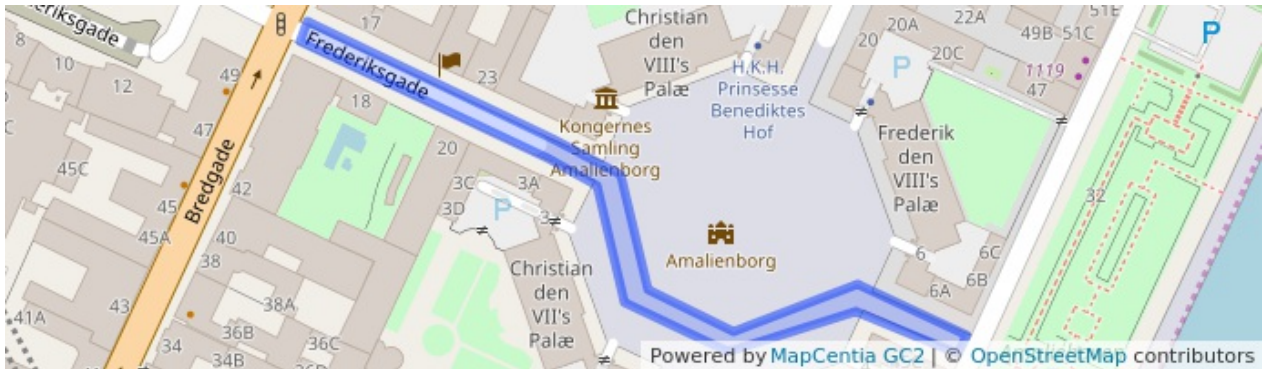 eriksgade
8
10
12
49
47
45C
45
45A
43
41A
42
40
38
38A
36B
36C
34
34B
Bredgade
17
Frederiksgade
18
23
20
3C
3A
3D
P
3
Christian
den
VIII's
Palæ
H.K.H.
Prinsesse
Benediktes
Hof
Kongernes
Samling
Amalienborg
Amalienborg
Christian
den
VII's
Palæ
20A
22A
20
20C
P
51E
49B
51C
1119
47
Frederik
den
VIII's
Palæ
6
6C
6B
6A
32
P
Powered by MapCentia GC2 | © OpenStreetMap contributors